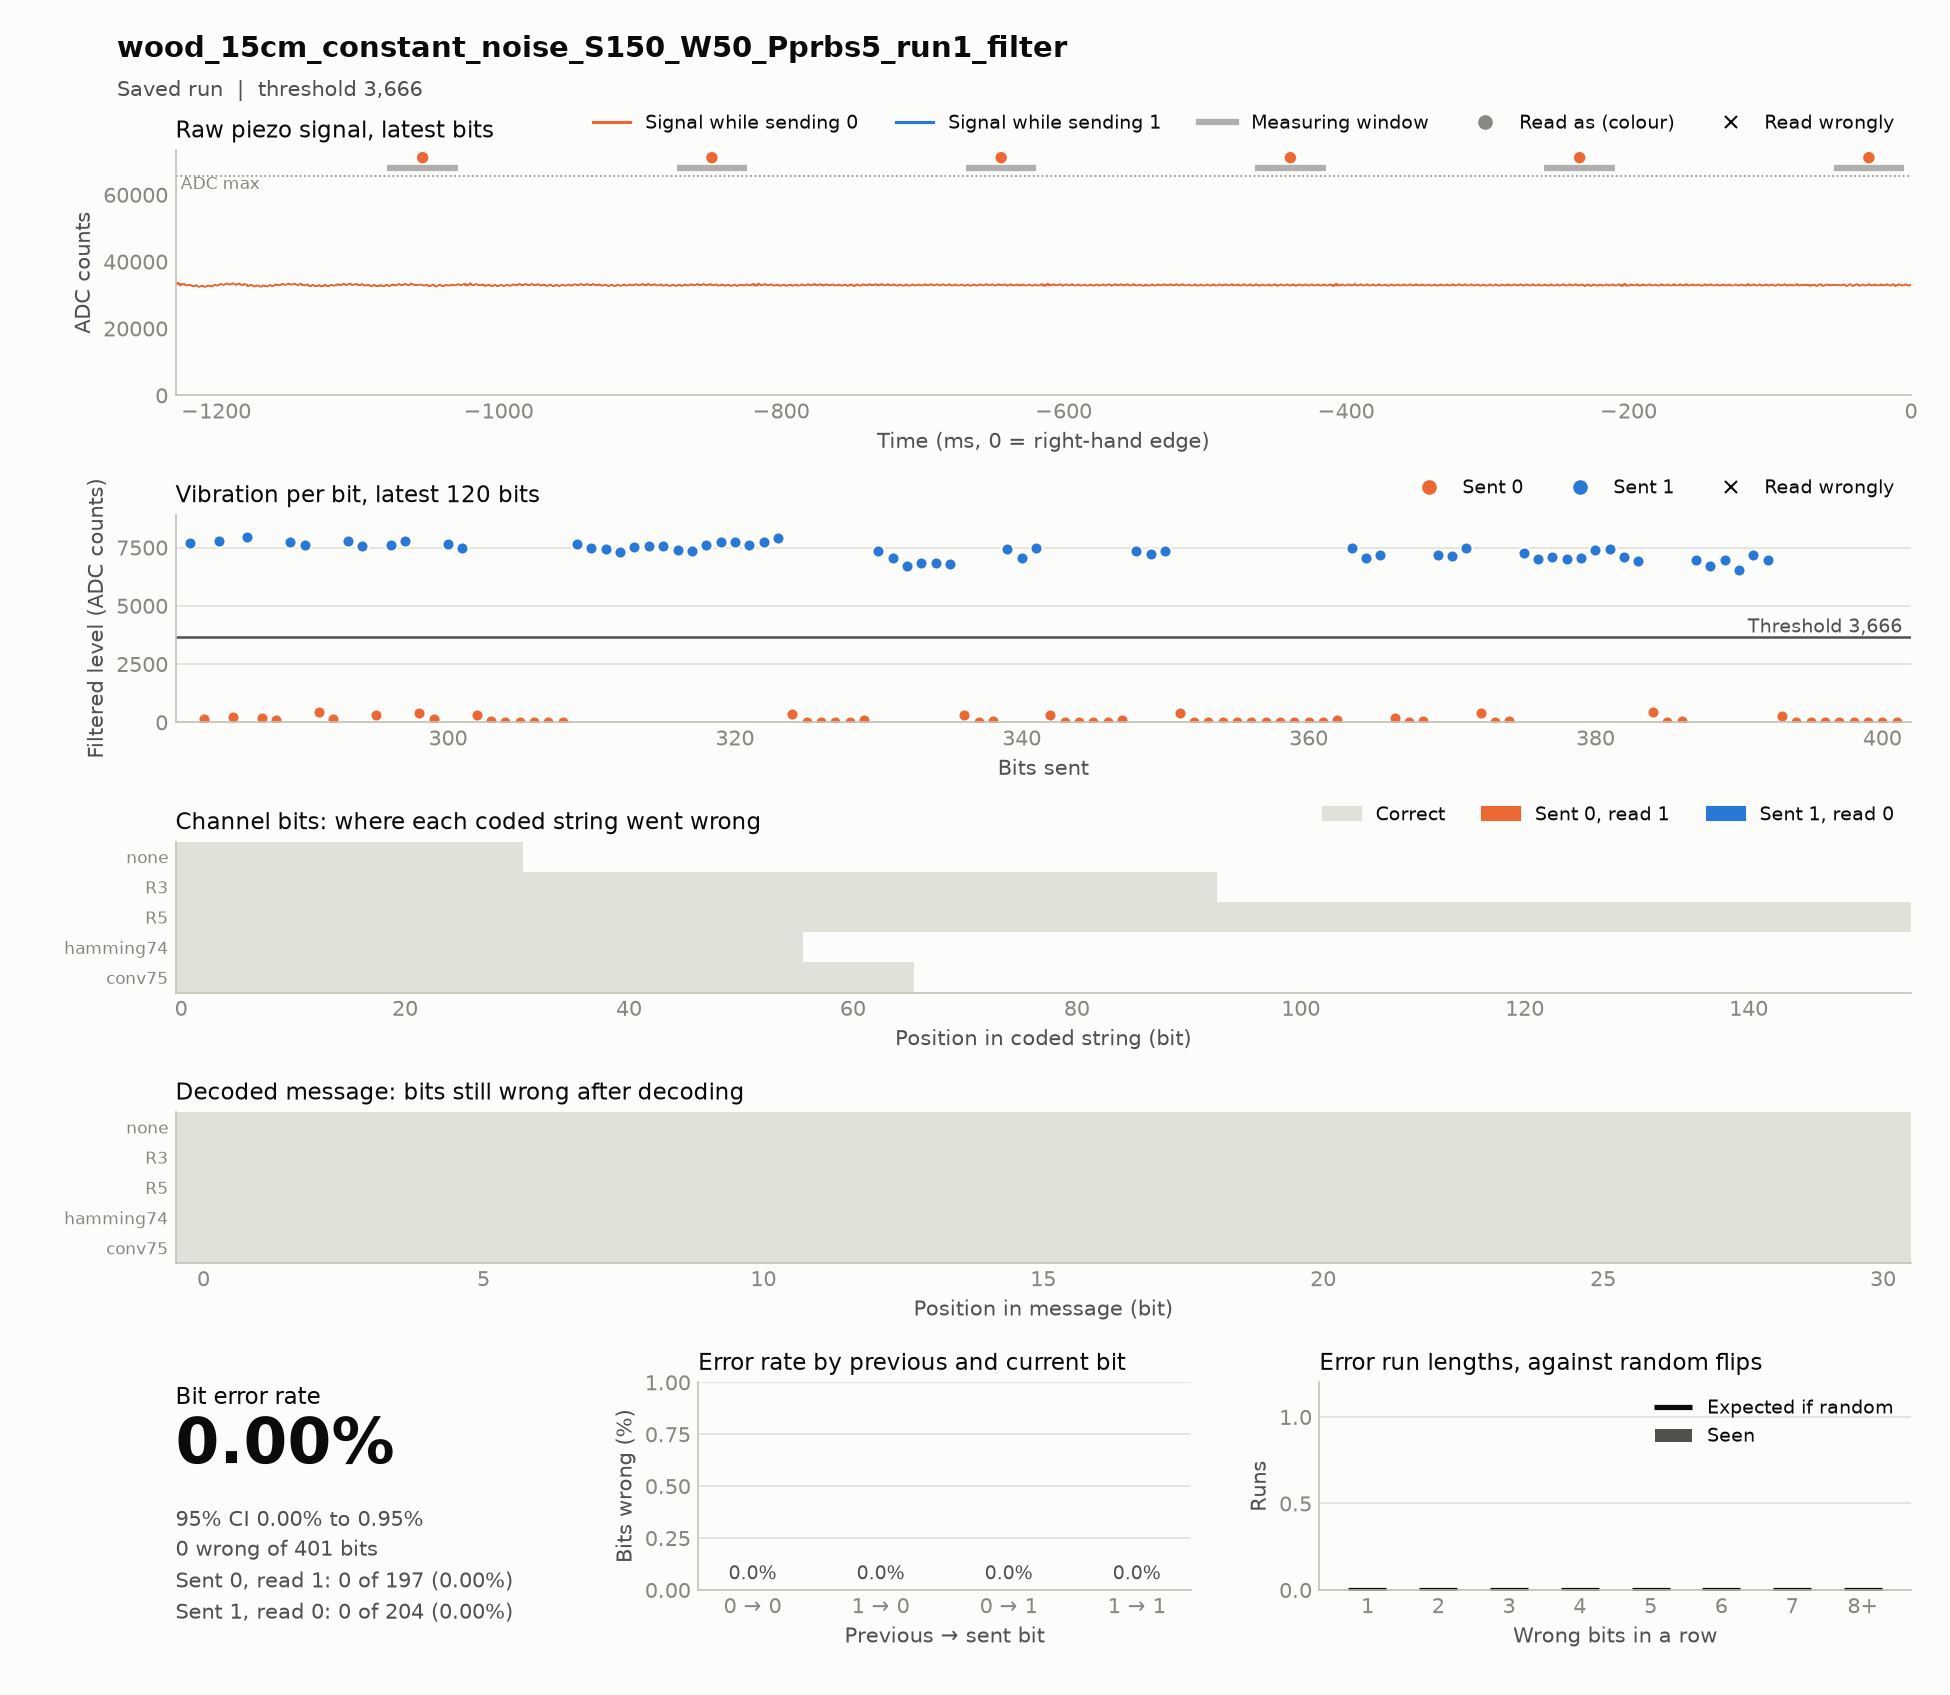 wood_15cm_constant_noise_S150_W50_Pprbs5_run1_filter
Saved run | threshold 3,666
Raw piezo signal, latest bits
Signal while sending 0
Signal while sending 1
Measuring window
Read as (colour)
Read wrongly
ADC max
60000
40000
20000
0
ADC counts
−1200
−1000
−800
−600
−400
−200
0
Time (ms, 0 = right-hand edge)
Vibration per bit, latest 120 bits
Sent 0
Sent 1
Read wrongly
7500
5000
2500
0
Filtered level (ADC counts)
Threshold 3,666
300
320
340
360
380
400
Bits sent
Channel bits: where each coded string went wrong
Correct
Sent 0, read 1
Sent 1, read 0
none
R3
R5
hamming74
conv75
0
20
40
60
80
100
120
140
Position in coded string (bit)
Decoded message: bits still wrong after decoding
none
R3
R5
hamming74
conv75
0
5
10
15
20
25
30
Position in message (bit)
Bit error rate
0.00%
95% CI 0.00% to 0.95%
0 wrong of 401 bits
Sent 0, read 1: 0 of 197 (0.00%)
Sent 1, read 0: 0 of 204 (0.00%)
Error rate by previous and current bit
1.00
0.75
0.50
0.25
0.00
Bits wrong (%)
0.0%
0.0%
0.0%
0.0%
0 → 0
1 → 0
0 → 1
1 → 1
Previous → sent bit
Error run lengths, against random flips
Expected if random
Seen
1.0
0.5
0.0
Runs
1
2
3
4
5
6
7
8+
Wrong bits in a row